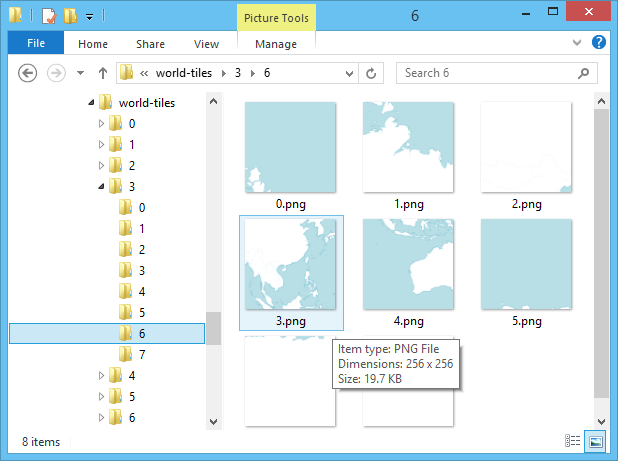 Picture Tools
6
File
Home
Share
View
Manage
world-tiles
3
6
Search 6
world-tiles
0
1
2
3
0
1
2
3
4
5
6
7
4
5
6
0.png
1.png
2.png
3.png
4.png
5.png
Item type: PNG File
Dimensions: 256 x 256
Size: 19.7 KB
8 items